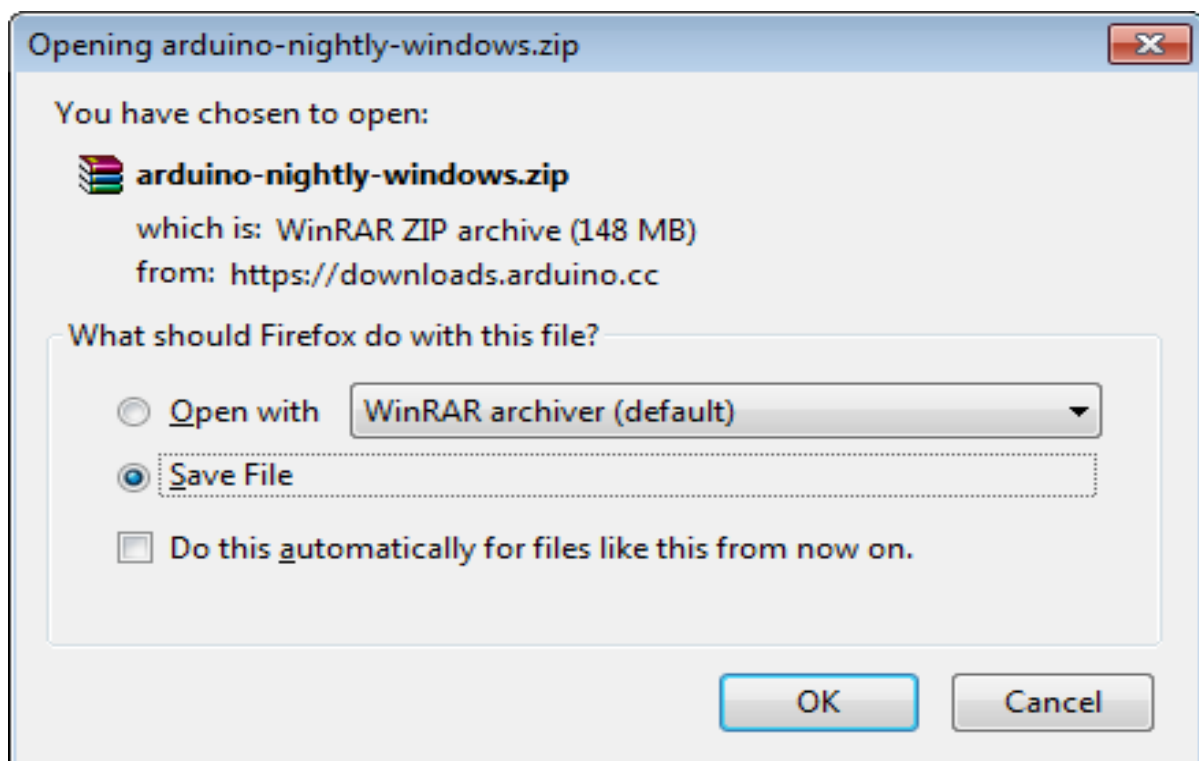 Opening arduino-nightly-windows.zip
You have chosen to open:
arduino-nightly-windows.zip
which is: WinRAR ZIP archive (148 MB)
from: https://downloads.arduino.cc
What should Firefox do with this file?
Open with WinRAR archiver (default)
Save File
Do this automatically for files like this from now on.
OK Cancel